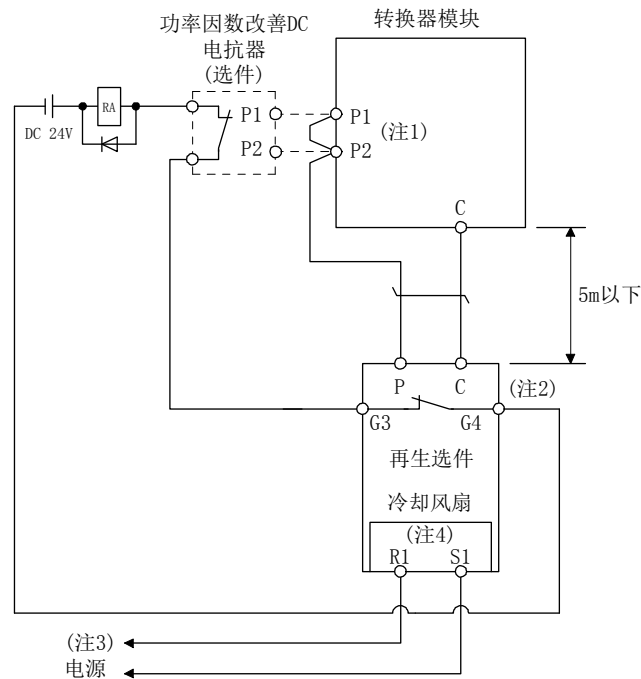 功率因数改善DC
电抗器
(选件)
转换器模块
RA
DC 24V
P1
P2
P1
P2
(注1)
C
5m以下
P
C
(注2)
G3
G4
再生选件
冷却风扇
(注4)
R1
S1
(注3)
电源